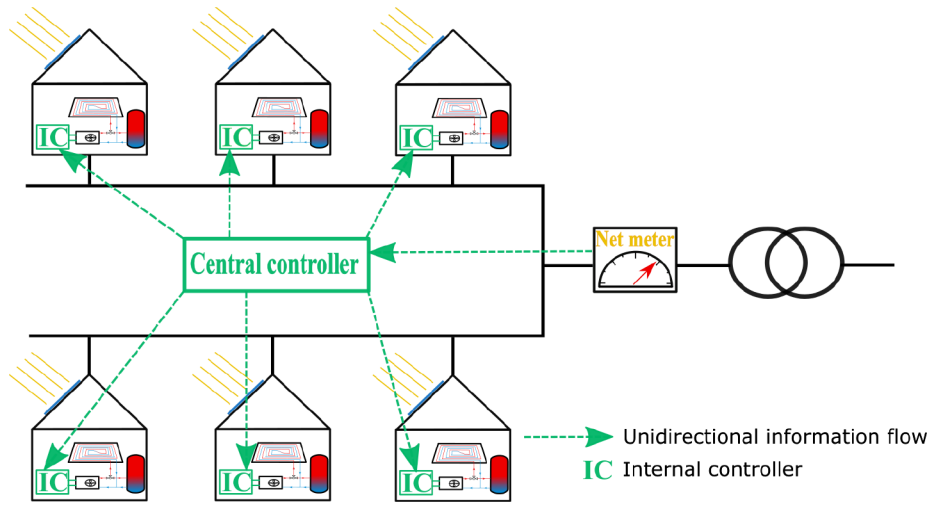 IC
IC
IC
Net meter
Central controller
Unidirectional information flow
IC
IC
IC
IC Internal controller